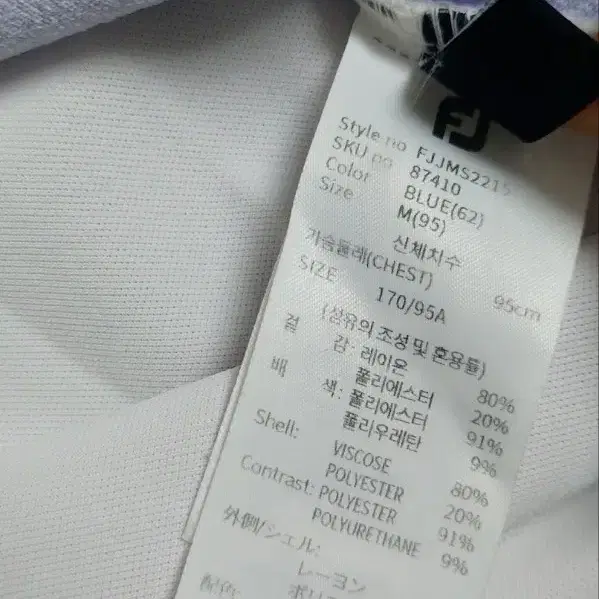 FJ
Style no FJJMS221
SKU no 87410
Color BLUE(62)
Size M(95)
신체치수
가슴둘레(CHEST) 95cm
SIZE 170/95A
(섬유의 조성 및 혼용률)
겉 감: 레이온 80%
폴리에스터 20%
배 색: 폴리에스터 91%
폴리우레탄 9%
Shell: VISCOSE 80%
POLYESTER 20%
Contrast: POLYESTER 91%
POLYURETHANE 9%
外側/シェル:
レーヨン
配色: